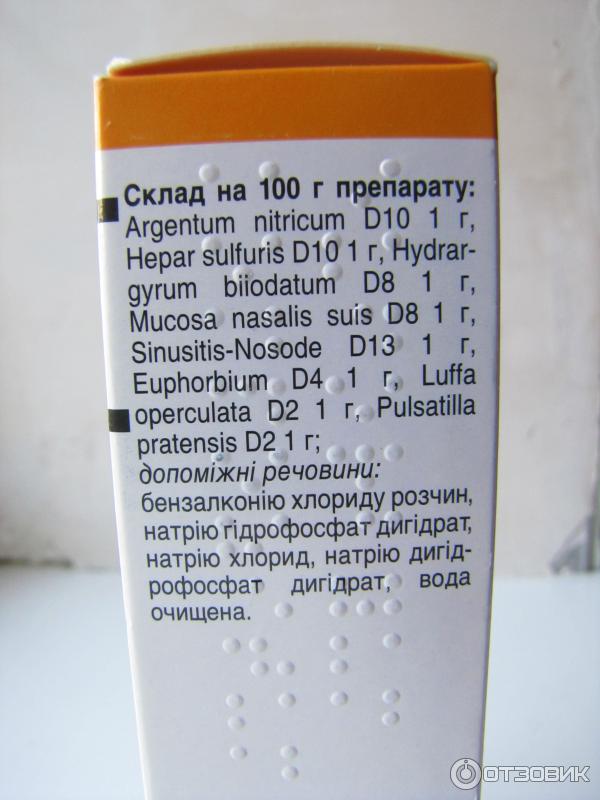 Склад на 100 г препарату:
Argentum nitricum D10 1 г,
Hepar sulfuris D10 1 г, Hydrar-
gyrum biiodatum D8 1 г,
Mucosa nasalis suis D8 1 г,
Sinusitis-Nosode D13 1 г,
Euphorbium D4 1 г, Luffa
operculata D2 1 г, Pulsatilla
pratensis D2 1 г;
допоміжні речовини:
бензалконію хлориду розчин,
натрію гідрофосфат дигідрат,
натрію хлорид, натрію дигід-
рофосфат дигідрат, вода
очищена.
ОТЗОВИК